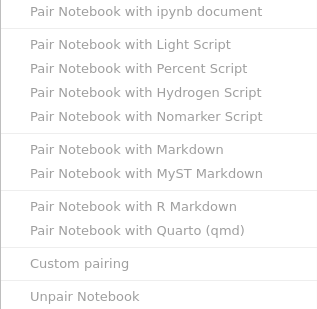 Pair Notebook with ipynb document
Pair Notebook with Light Script
Pair Notebook with Percent Script
Pair Notebook with Hydrogen Script
Pair Notebook with Nomarker Script
Pair Notebook with Markdown
Pair Notebook with MyST Markdown
Pair Notebook with R Markdown
Pair Notebook with Quarto (qmd)
Custom pairing
Unpair Notebook